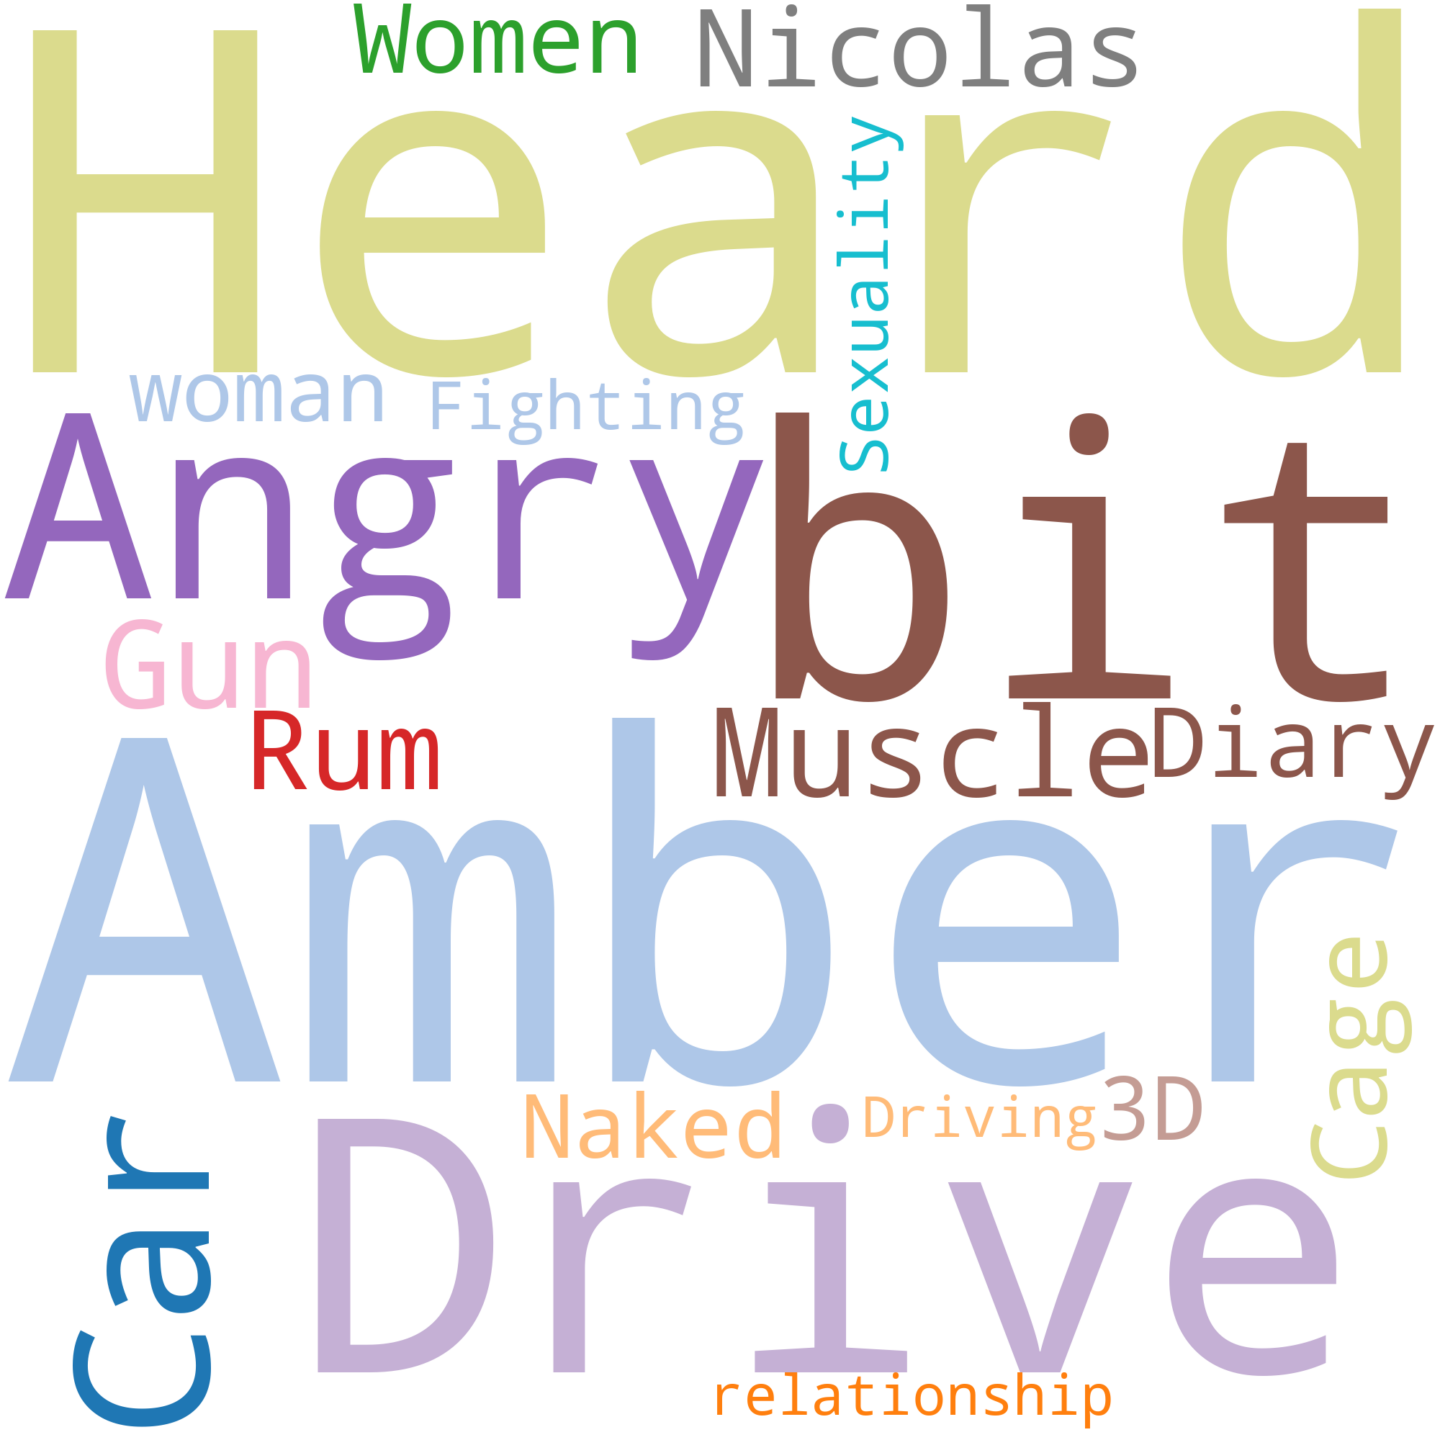 Women
Nicolas
Heard
Sexuality
woman
Fighting
Angry
bit
Gun
Rum
Muscle
Diary
Amber
Cage
Car
Naked
Driving
3D
Drive
relationship